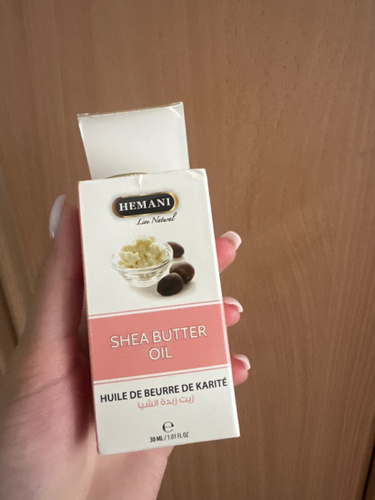 HEMANI
Live Natural
SHEA BUTTER
OIL
HUILE DE BEURRE DE KARITÉ
زيت زبدة الشيا
℮
30 ML / 1.01 FL OZ